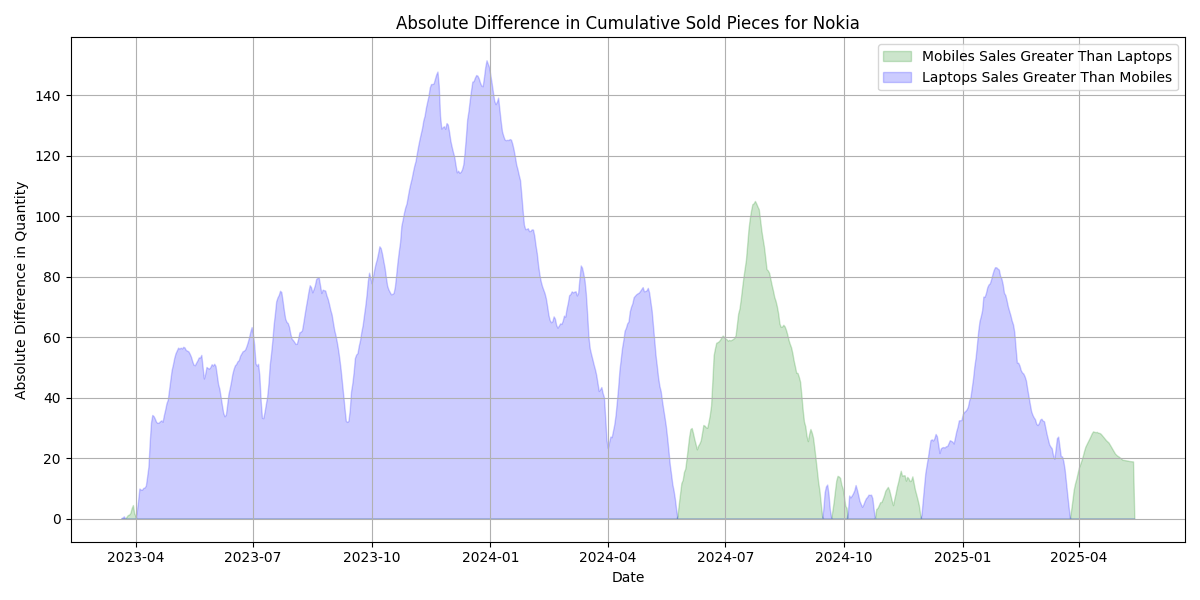 Absolute Difference in Cumulative Sold Pieces for Nokia
Mobiles Sales Greater Than Laptops
Laptops Sales Greater Than Mobiles
Absolute Difference in Quantity
140
120
100
80
60
40
20
0
2023-04 2023-07 2023-10 2024-01 2024-04 2024-07 2024-10 2025-01 2025-04
Date